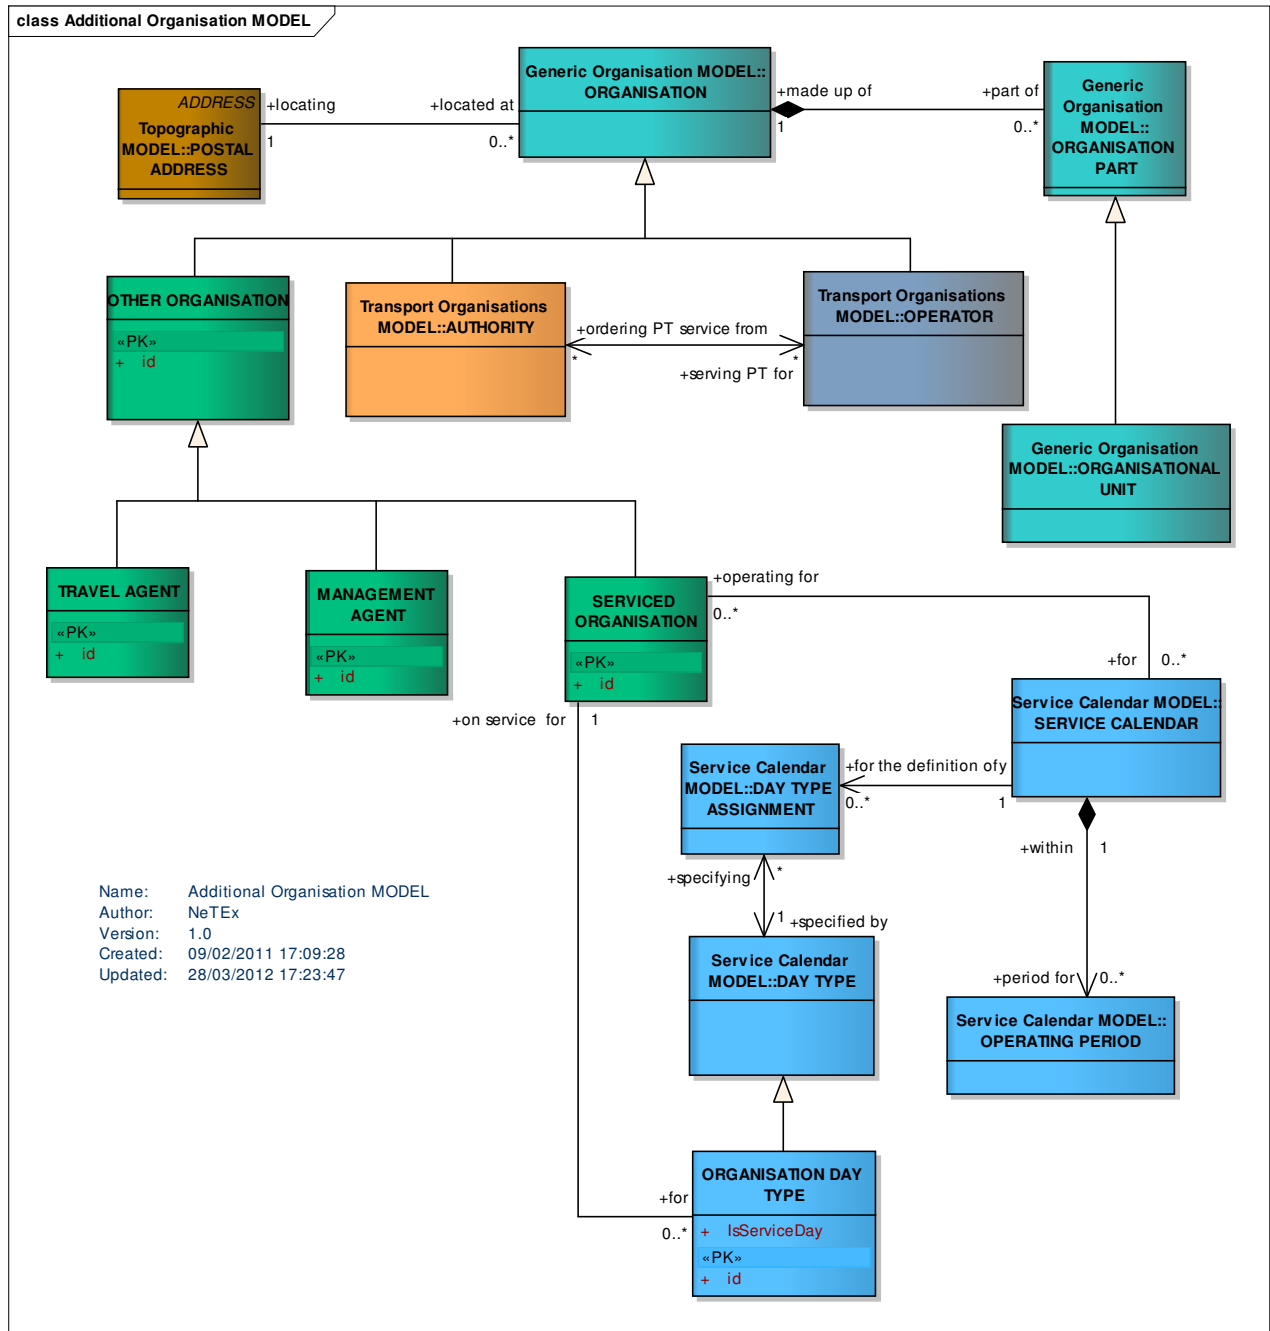 class Additional Organisation MODEL
ADDRESS
Topographic
MODEL::POSTAL
ADDRESS
+locating
1
+located at
0..*
Generic Organisation MODEL::
ORGANISATION
+made up of
1
+part of
0..*
Generic
Organisation
MODEL::
ORGANISATION
PART
OTHER ORGANISATION
«PK»
+ id
Transport Organisations
MODEL::AUTHORITY
+ordering PT service from
*
*
+serving PT for
Transport Organisations
MODEL::OPERATOR
Generic Organisation
MODEL::ORGANISATIONAL
UNIT
TRAVEL AGENT
«PK»
+ id
MANAGEMENT
AGENT
«PK»
+ id
SERVICED
ORGANISATION
«PK»
+ id
+operating for
0..*
+for
0..*
+on service for
1
Service Calendar MODEL::
SERVICE CALENDAR
Service Calendar
MODEL::DAY TYPE
ASSIGNMENT
+for the definition ofy
0..*
1
+within
1
+specifying
*
1
+specified by
Name: Additional Organisation MODEL
Author: NeTEx
Version: 1.0
Created: 09/02/2011 17:09:28
Updated: 28/03/2012 17:23:47
Service Calendar
MODEL::DAY TYPE
+period for
0..*
Service Calendar MODEL::
OPERATING PERIOD
+for
0..*
ORGANISATION DAY
TYPE
+ IsServiceDay
«PK»
+ id